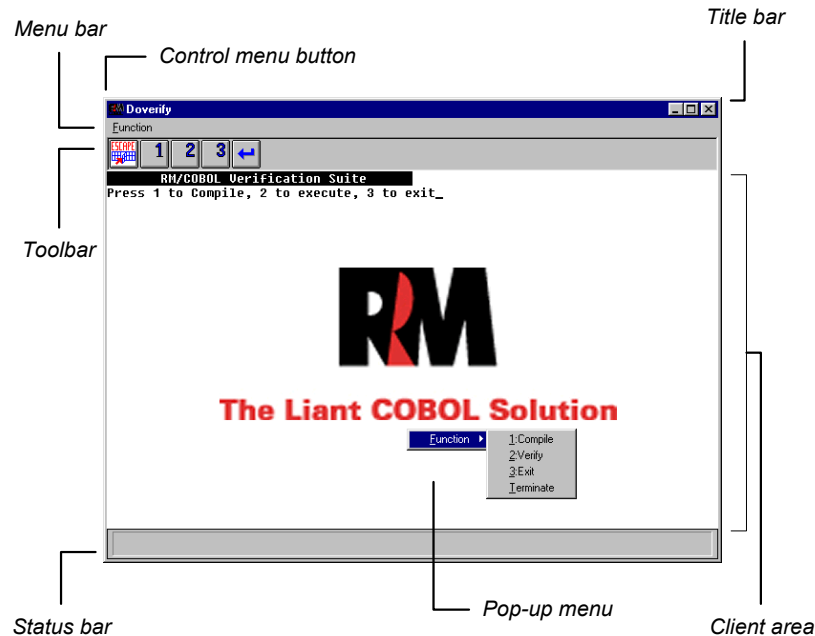 Title bar
Menu bar
Control menu button
Doverify
Function
ESCAPE
1 2 3
RM/COBOL Verification Suite
Press 1 to Compile, 2 to execute, 3 to exit_
Toolbar
RM
The Liant COBOL Solution
Function
1:Compile
2:Verify
3:Exit
Terminate
Pop-up menu
Status bar
Client area